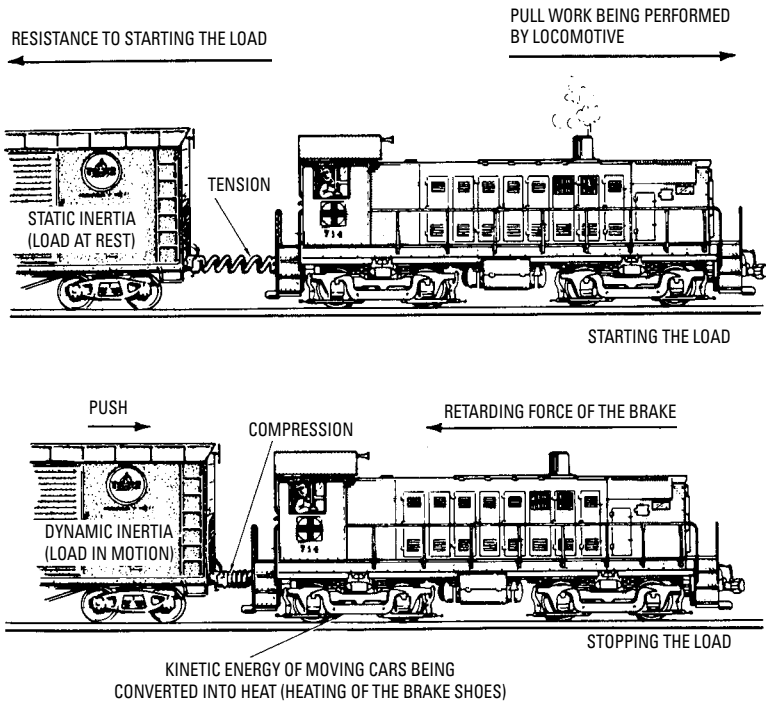 RESISTANCE TO STARTING THE LOAD
PULL WORK BEING PERFORMED
BY LOCOMOTIVE
TENSION
STATIC INERTIA
(LOAD AT REST)
714
STARTING THE LOAD
PUSH
COMPRESSION
RETARDING FORCE OF THE BRAKE
DYNAMIC INERTIA
(LOAD IN MOTION)
714
STOPPING THE LOAD
KINETIC ENERGY OF MOVING CARS BEING
CONVERTED INTO HEAT (HEATING OF THE BRAKE SHOES)